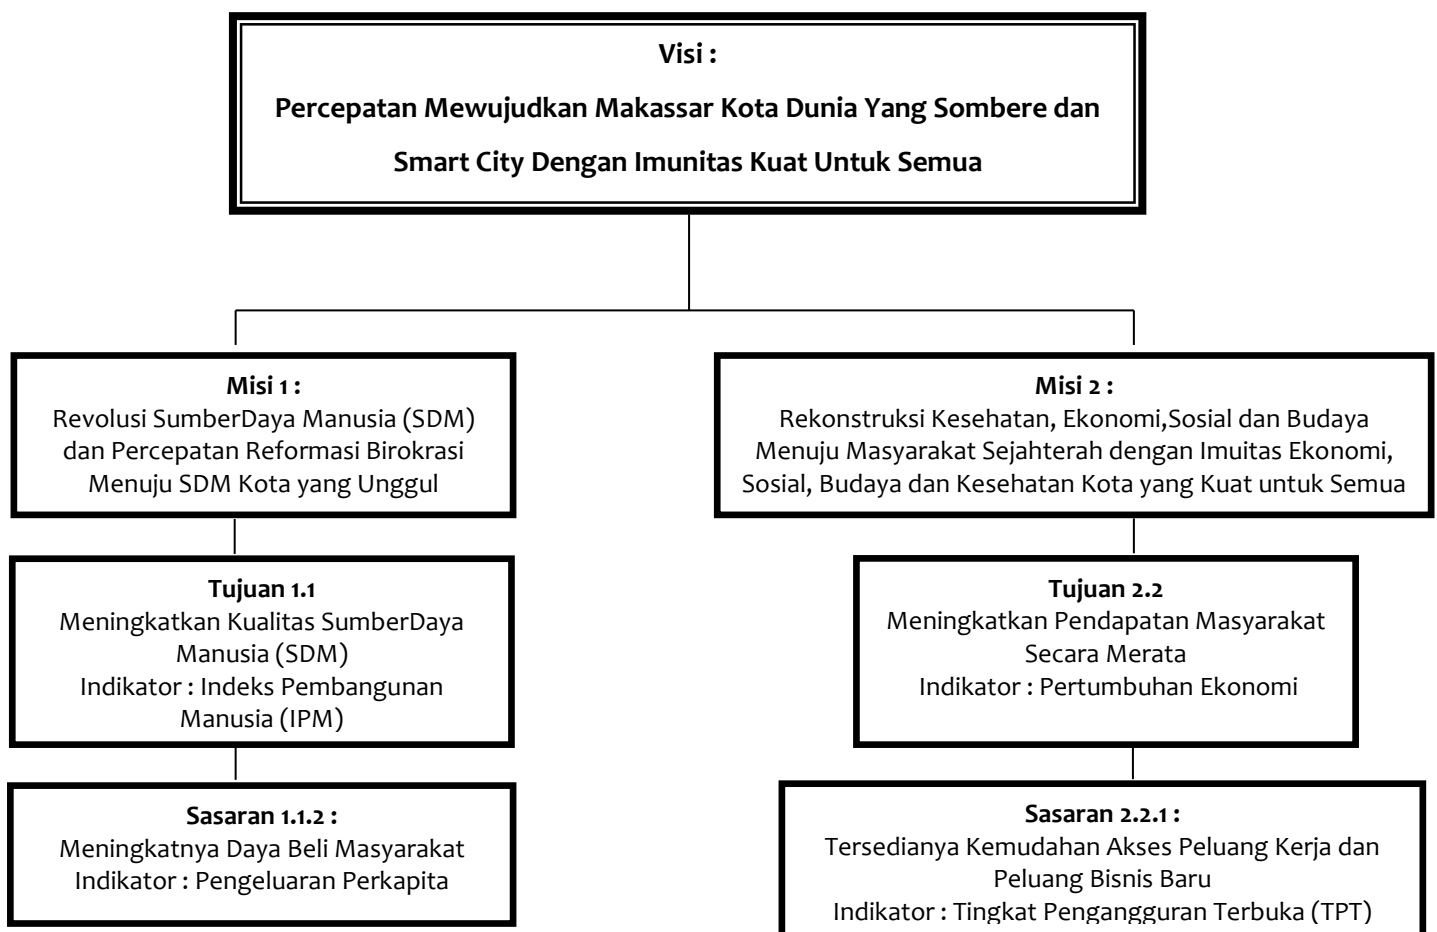 Visi :
Percepatan Mewujudkan Makassar Kota Dunia Yang Sombere dan
Smart City Dengan Imunitas Kuat Untuk Semua
Misi 1 :
Revolusi SumberDaya Manusia (SDM)
dan Percepatan Reformasi Birokrasi
Menuju SDM Kota yang Unggul
Misi 2 :
Rekonstruksi Kesehatan, Ekonomi,Sosial dan Budaya
Menuju Masyarakat Sejahterah dengan Imuitas Ekonomi,
Sosial, Budaya dan Kesehatan Kota yang Kuat untuk Semua
Tujuan 1.1
Meningkatkan Kualitas SumberDaya
Manusia (SDM)
Indikator : Indeks Pembangunan
Manusia (IPM)
Tujuan 2.2
Meningkatkan Pendapatan Masyarakat
Secara Merata
Indikator : Pertumbuhan Ekonomi
Sasaran 1.1.2 :
Meningkatnya Daya Beli Masyarakat
Indikator : Pengeluaran Perkapita
Sasaran 2.2.1 :
Tersedianya Kemudahan Akses Peluang Kerja dan
Peluang Bisnis Baru
Indikator : Tingkat Pengangguran Terbuka (TPT)